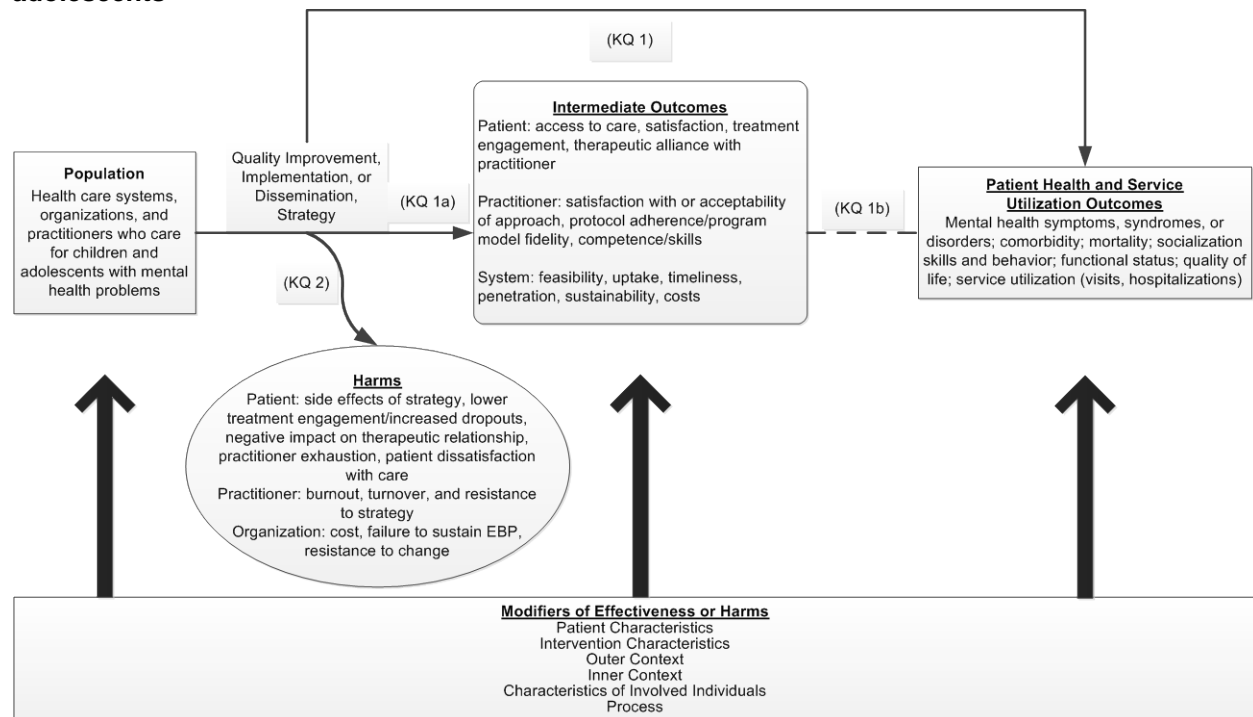 adolescents
(KQ 1)
Quality Improvement,
Implementation, or
Dissemination,
Strategy
(KQ 1a)
Population
Health care systems,
organizations, and
practitioners who care
for children and
adolescents with mental
health problems
Intermediate Outcomes
Patient: access to care, satisfaction, treatment
engagement, therapeutic alliance with
practitioner
Practitioner: satisfaction with or acceptability
of approach, protocol adherence/program
model fidelity, competence/skills
System: feasibility, uptake, timeliness,
penetration, sustainability, costs
(KQ 1b)
Patient Health and Service
Utilization Outcomes
Mental health symptoms, syndromes, or
disorders; comorbidity; mortality; socialization
skills and behavior; functional status; quality of
life; service utilization (visits, hospitalizations)
(KQ 2)
Harms
Patient: side effects of strategy, lower
treatment engagement/increased dropouts,
negative impact on therapeutic relationship,
practitioner exhaustion, patient dissatisfaction
with care
Practitioner: burnout, turnover, and resistance
to strategy
Organization: cost, failure to sustain EBP,
resistance to change
Modifiers of Effectiveness or Harms
Patient Characteristics
Intervention Characteristics
Outer Context
Inner Context
Characteristics of Involved Individuals
Process